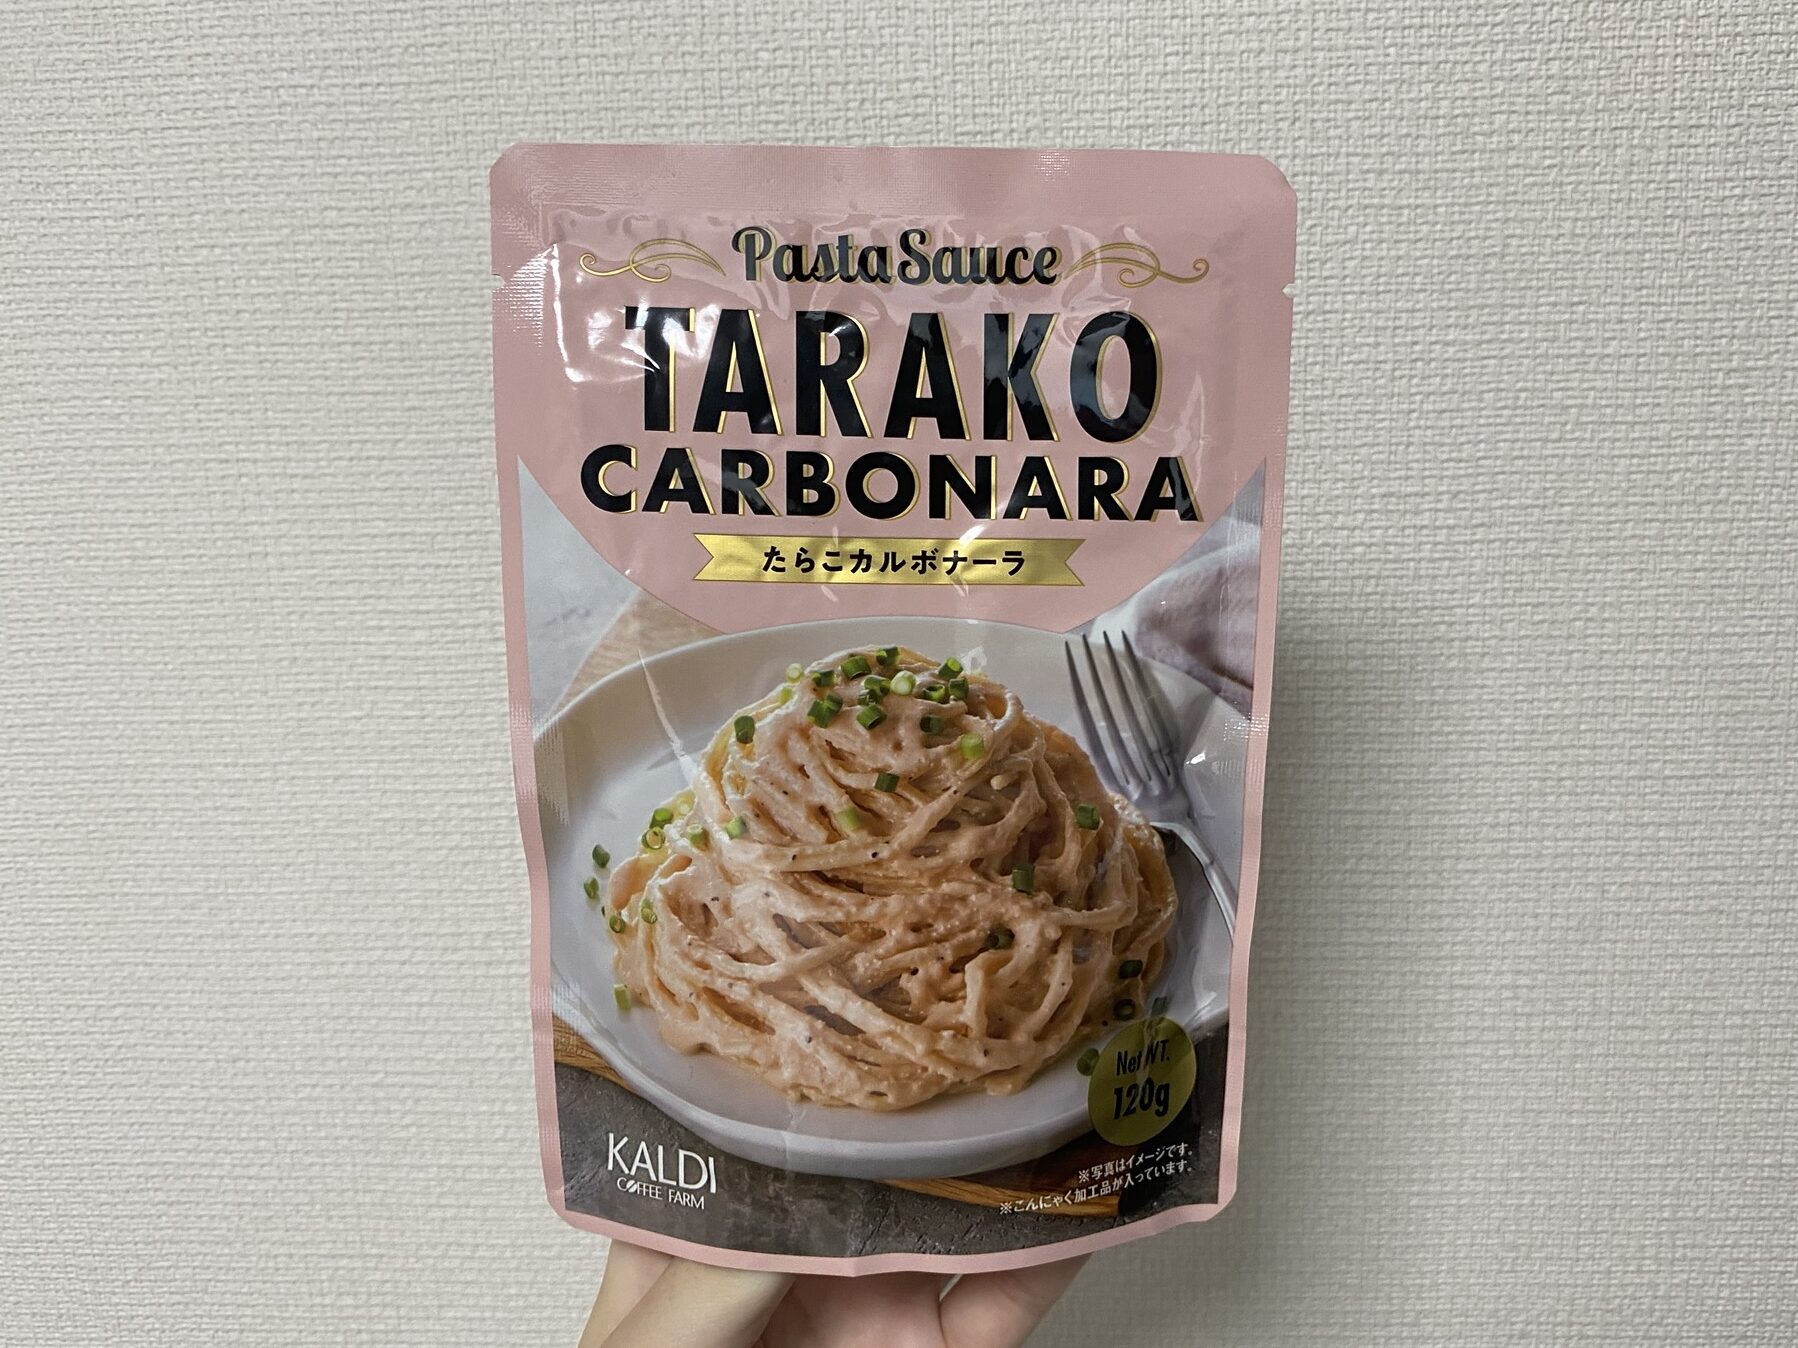 Pasta Sauce
TARAKO
CARBONARA
たらこカルボナーラ
Net WT.
120g
KALDI
COFFEE FARM
※写真はイメージです。
※こんにゃく加工品が入っています。